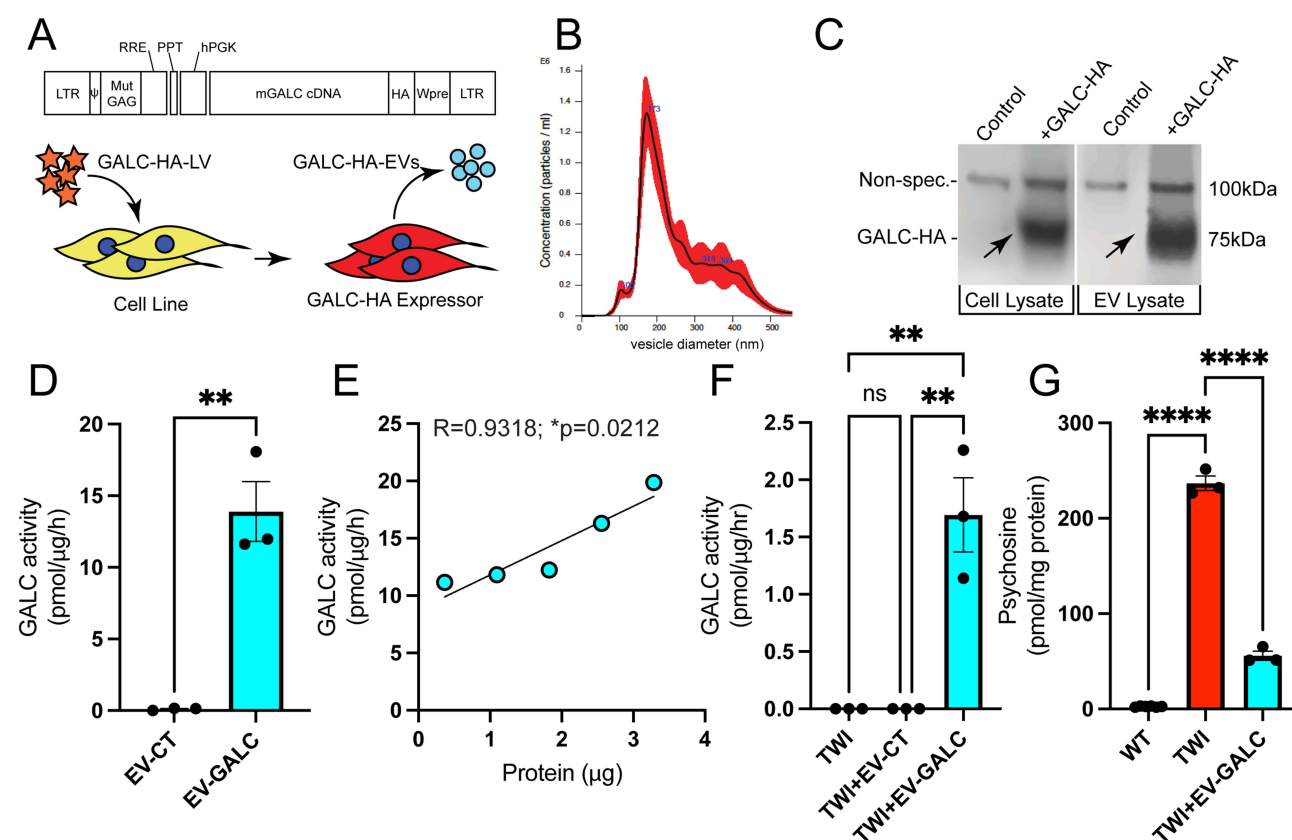 A
RRE PPT hPGK
LTR ψ Mut GAG mGALC cDNA HA Wpre LTR
GALC-HA-LV
GALC-HA-EVs
Cell Line
GALC-HA Expressor
B
E6
1.6
1.4
1.2
1.0
0.8
0.6
0.4
0.2
0
Concentration (particles / ml)
173
0 100 200 300 400 500
vesicle diameter (nm)
C
Control +GALC-HA Control +GALC-HA
Non-spec.-
100kDa
GALC-HA -
75kDa
Cell Lysate EV Lysate
D
**
20
15
10
5
0
GALC activity
(pmol/µg/h)
EV-CT
EV-GALC
E
R=0.9318; *p=0.0212
25
20
15
10
5
0
GALC activity
(pmol/µg/h)
0 1 2 3 4
Protein (µg)
F
**
ns **
2.5
2.0
1.5
1.0
0.5
0.0
GALC activity
(pmol/µg/hr)
TWI
TWI+EV-CT
TWI+EV-GALC
G
****
****
300
200
100
0
Psychosine
(pmol/mg protein)
WT
TWI
TWI+EV-GALC